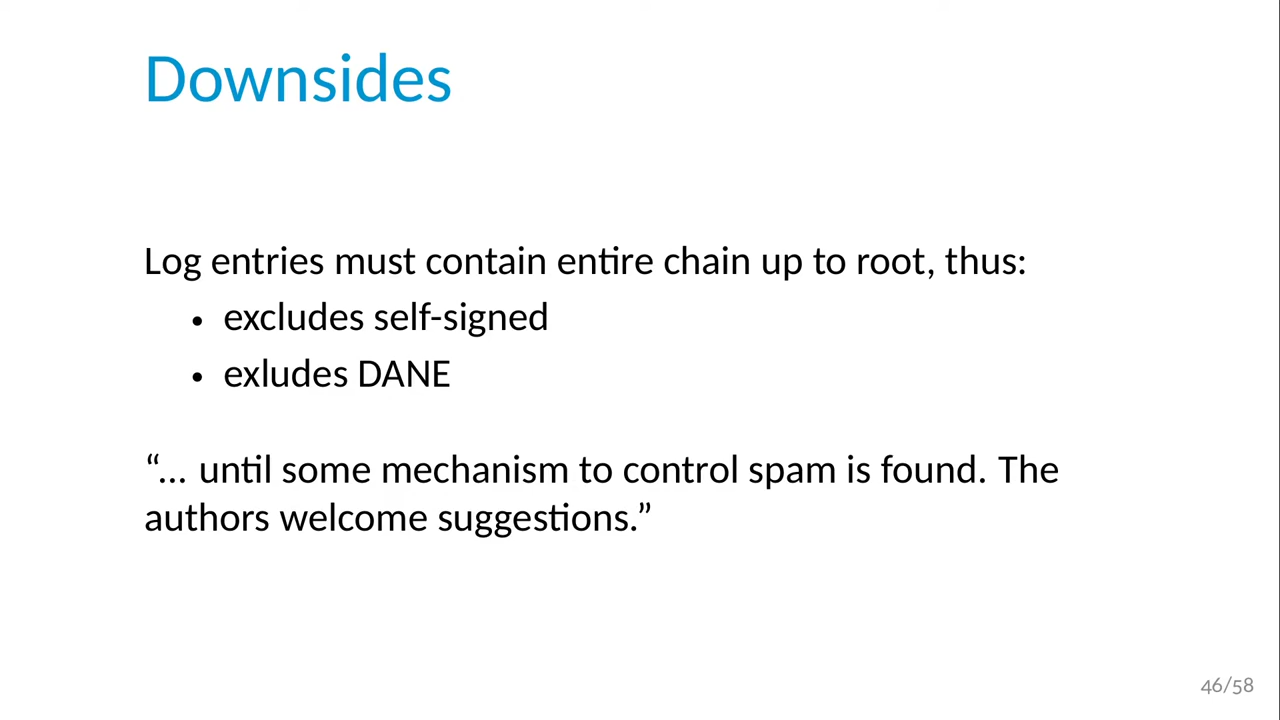 Downsides
Log entries must contain entire chain up to root, thus:
• excludes self-signed
• exludes DANE
“... until some mechanism to control spam is found. The
authors welcome suggestions.”
46/58